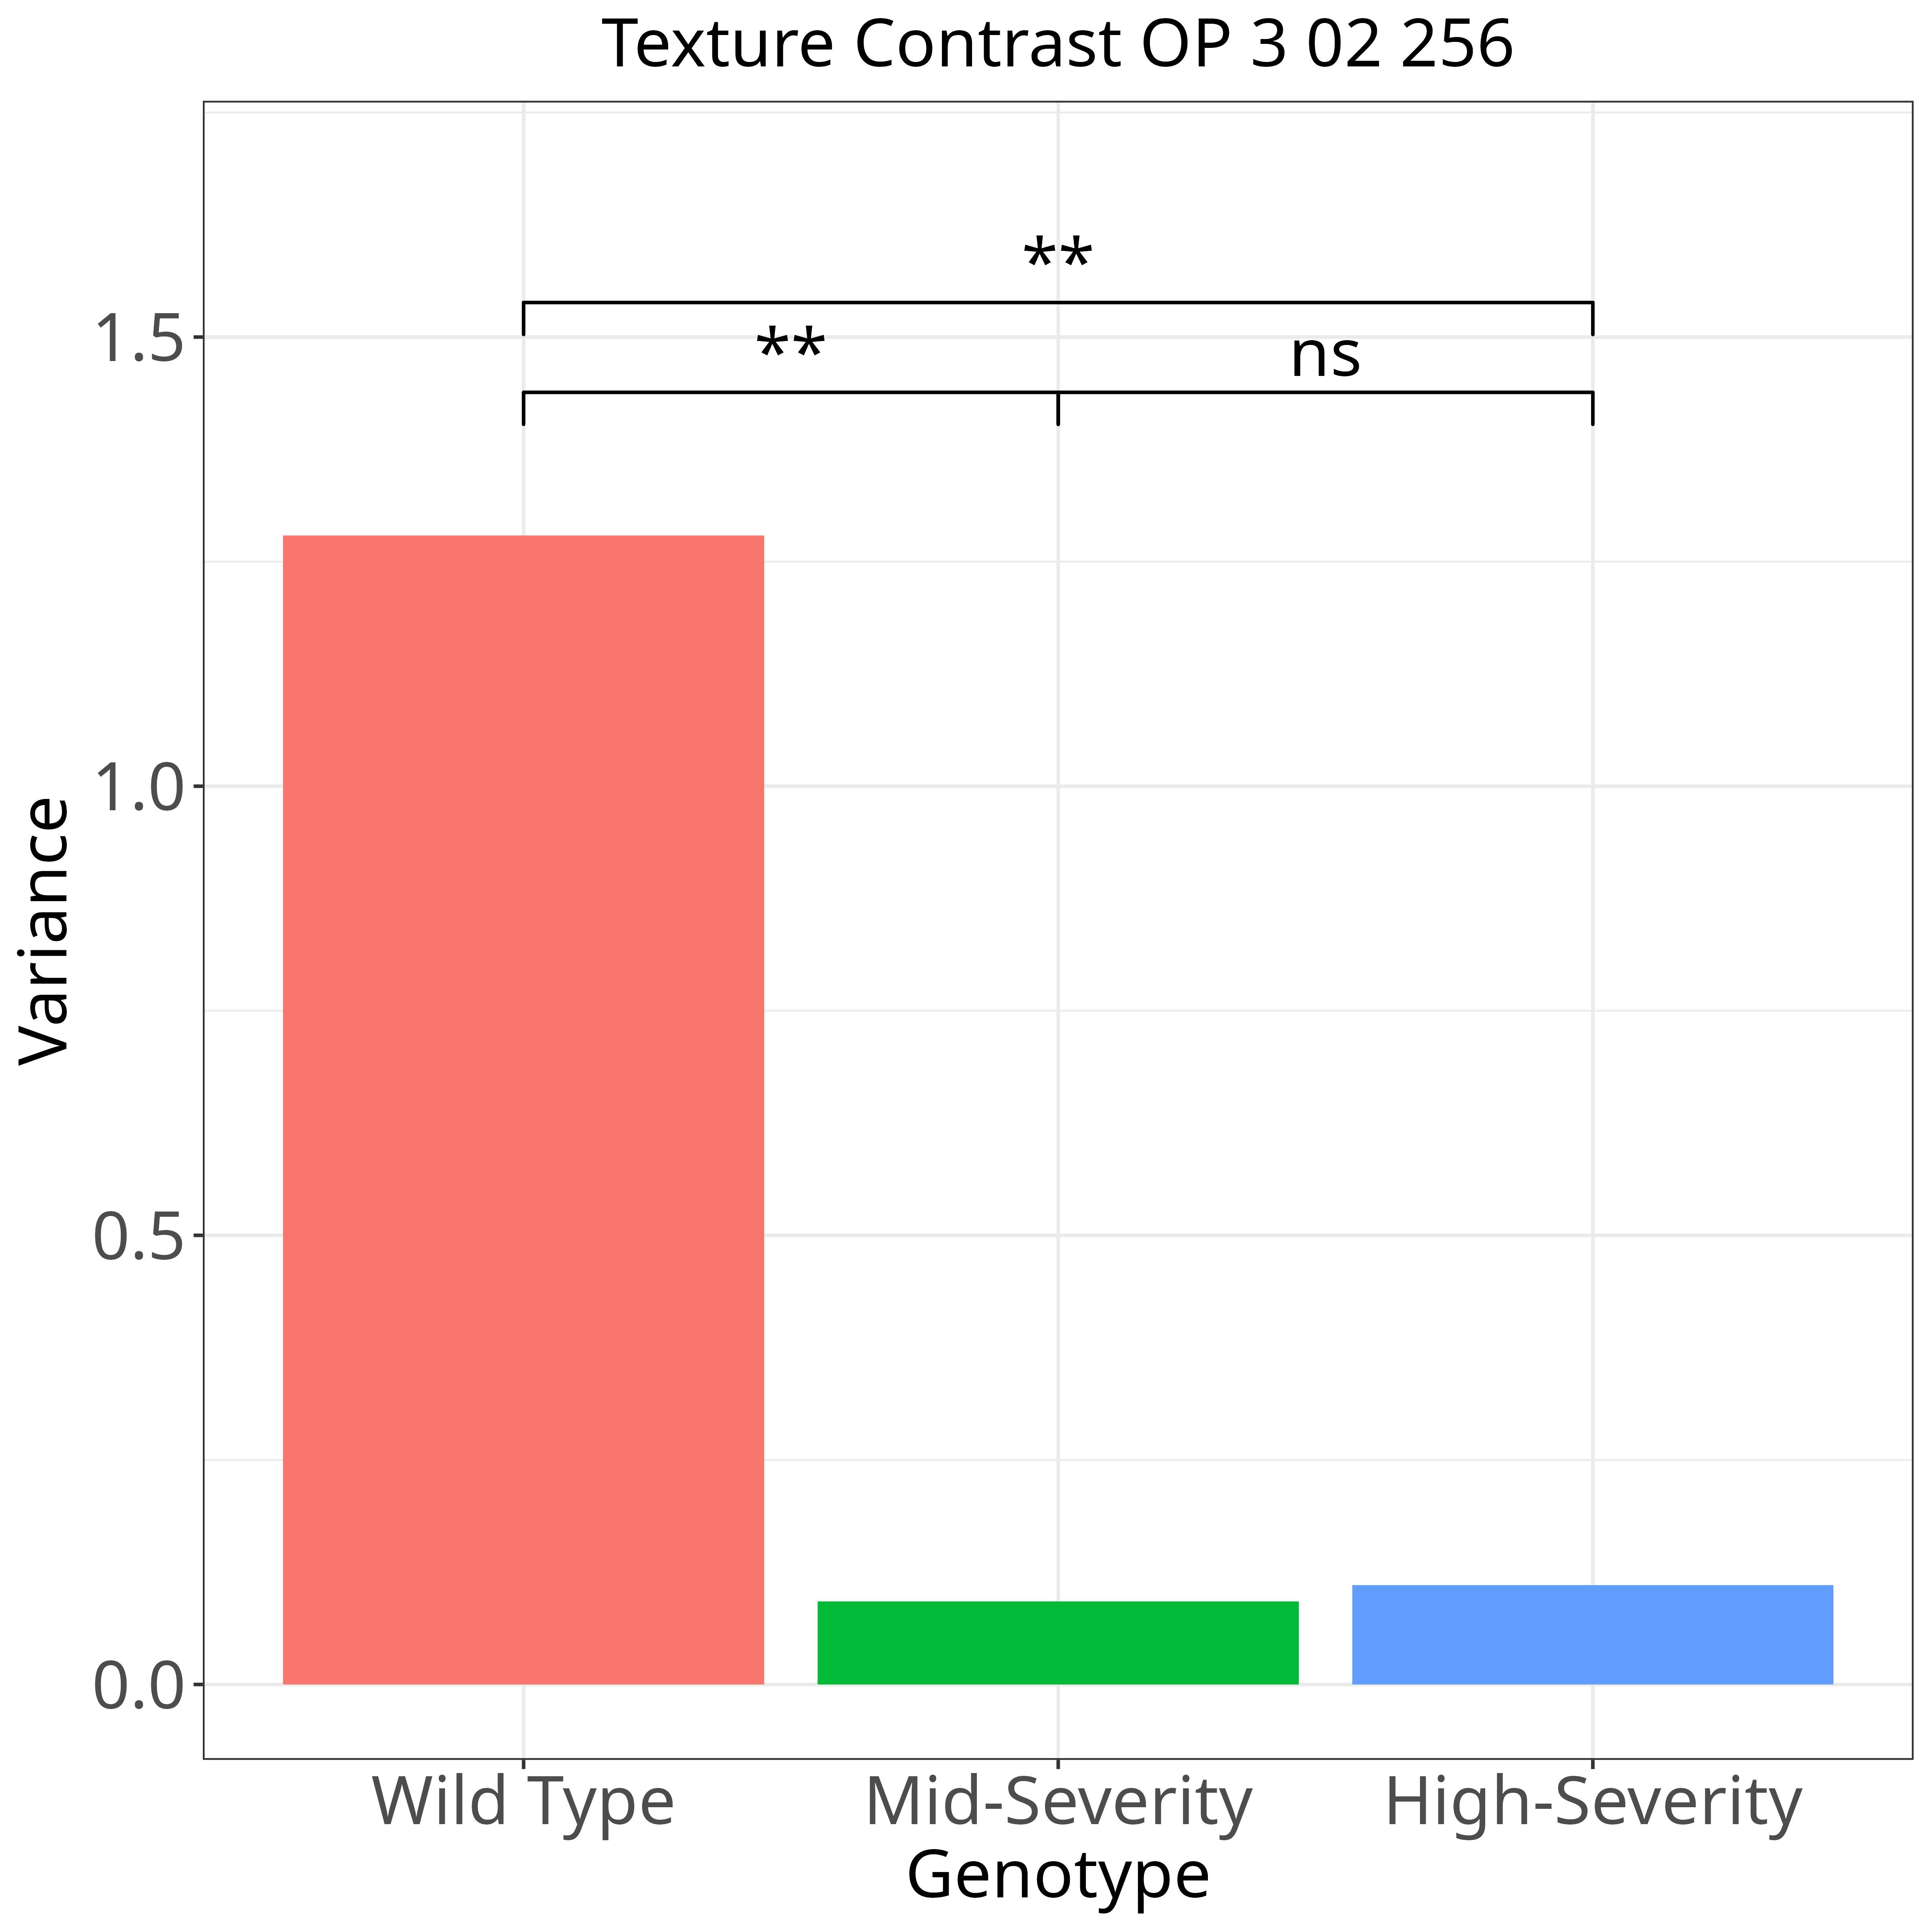 Texture Contrast OP 3 02 256
**
**
ns
1.5
1.0
0.5
0.0
Variance
Wild Type
Mid-Severity
High-Severity
Genotype